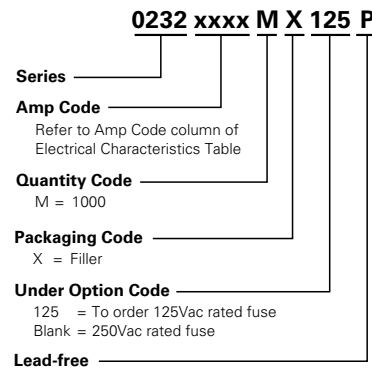 0232 xxxx M X 125 P
Series
Amp Code
Refer to Amp Code column of
Electrical Characteristics Table
Quantity Code
M = 1000
Packaging Code
X = Filler
Under Option Code
125 = To order 125Vac rated fuse
Blank = 250Vac rated fuse
Lead-free